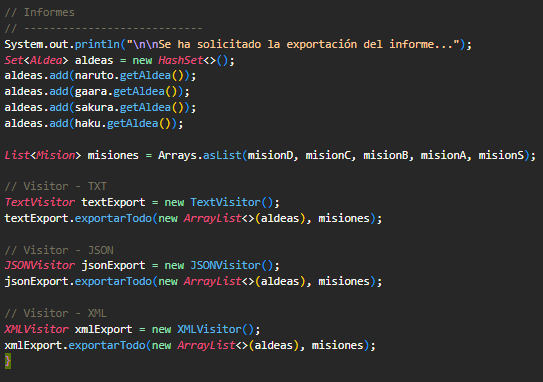 // Informes
// ---------------------------
System.out.println("\n\nSe ha solicitado la exportación del informe...");
Set<Aldea> aldeas = new HashSet<>();
aldeas.add(naruto.getAldea());
aldeas.add(gaara.getAldea());
aldeas.add(sakura.getAldea());
aldeas.add(haku.getAldea());
List<Mision> misiones = Arrays.asList(misionD, misionC, misionB, misionA, misionS);
// Visitor - TXT
TextVisitor textExport = new TextVisitor();
textExport.exportarTodo(new ArrayList<>(aldeas), misiones);
// Visitor - JSON
JSONVisitor jsonExport = new JSONVisitor();
jsonExport.exportarTodo(new ArrayList<>(aldeas), misiones);
// Visitor - XML
XMLVisitor xmlExport = new XMLVisitor();
xmlExport.exportarTodo(new ArrayList<>(aldeas), misiones);
}